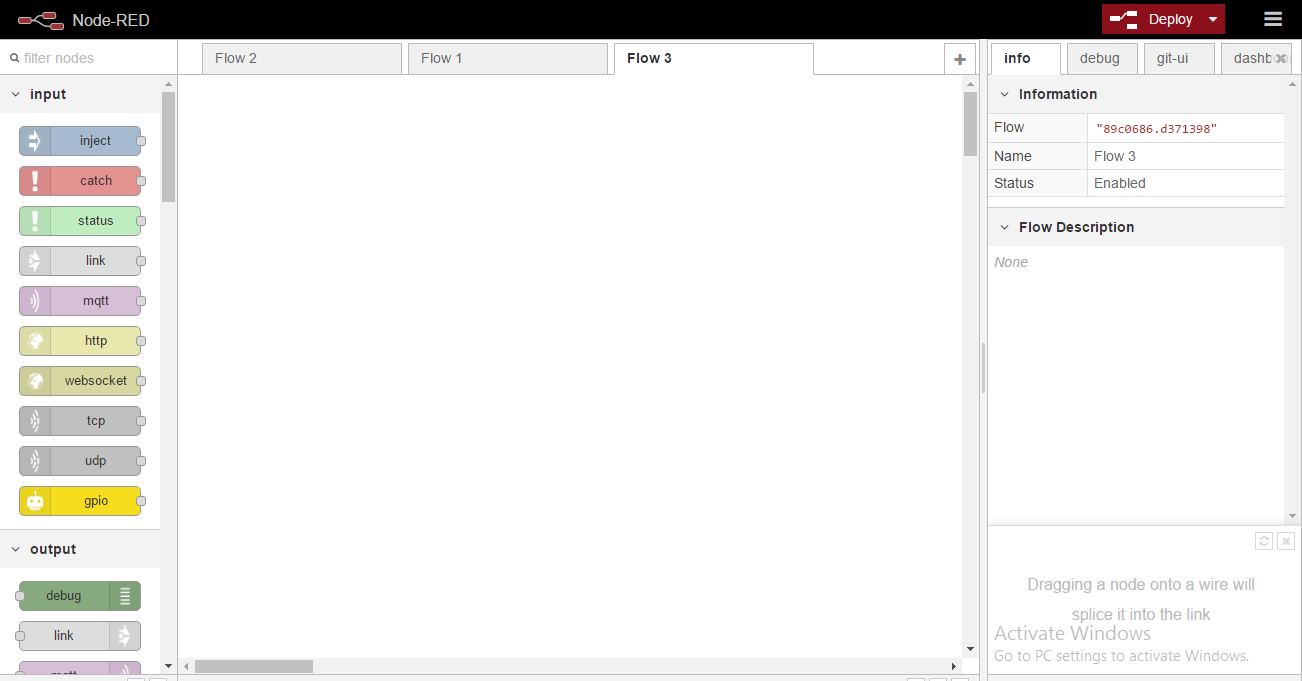 Node-RED
Deploy
filter nodes
Flow 2
Flow 1
Flow 3
info
debug
git-ui
input
inject
catch
status
link
mqtt
http
websocket
tcp
udp
gpio
output
debug
link
Information
Flow "89c0686.d371398"
Name Flow 3
Status Enabled
Flow Description
None
Dragging a node onto a wire will
splice it into the link
Activate Windows
Go to PC settings to activate Windows.